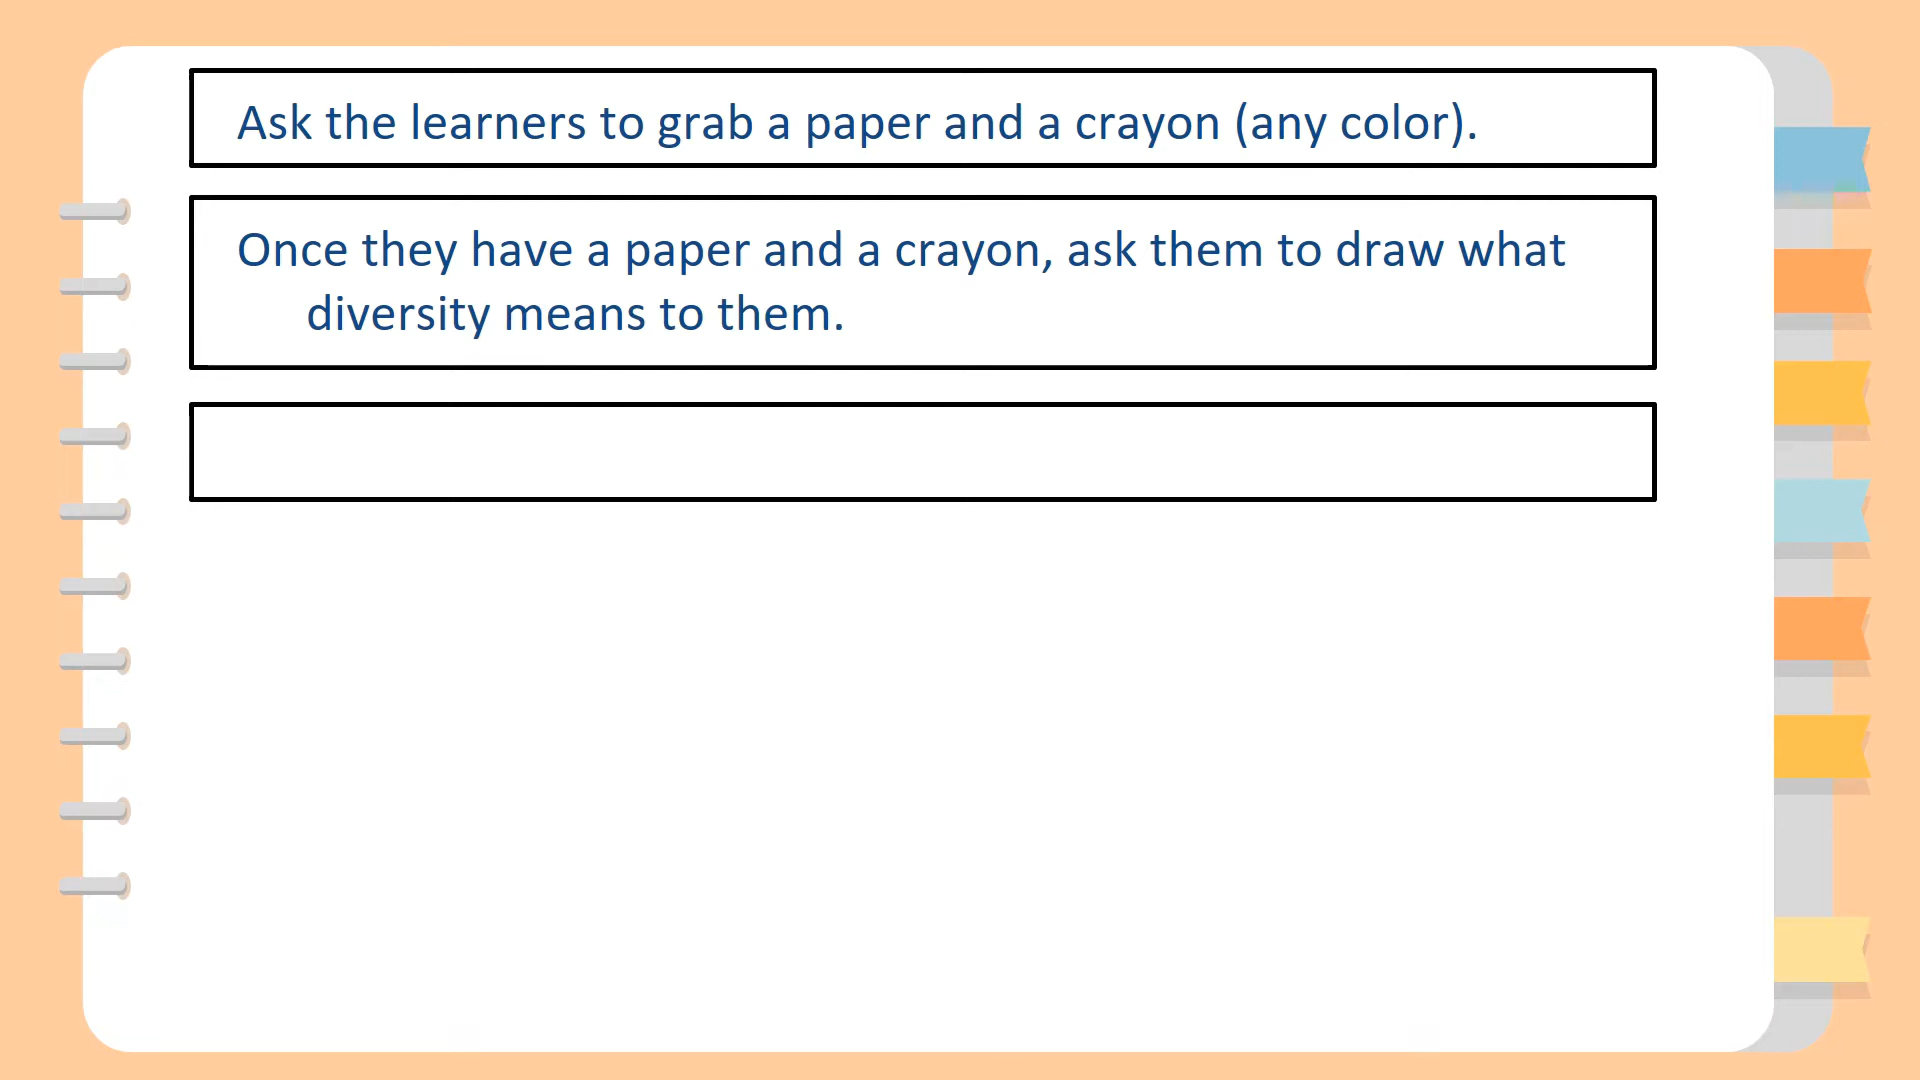 Ask the learners to grab a paper and a crayon (any color).
Once they have a paper and a crayon, ask them to draw what
diversity means to them.